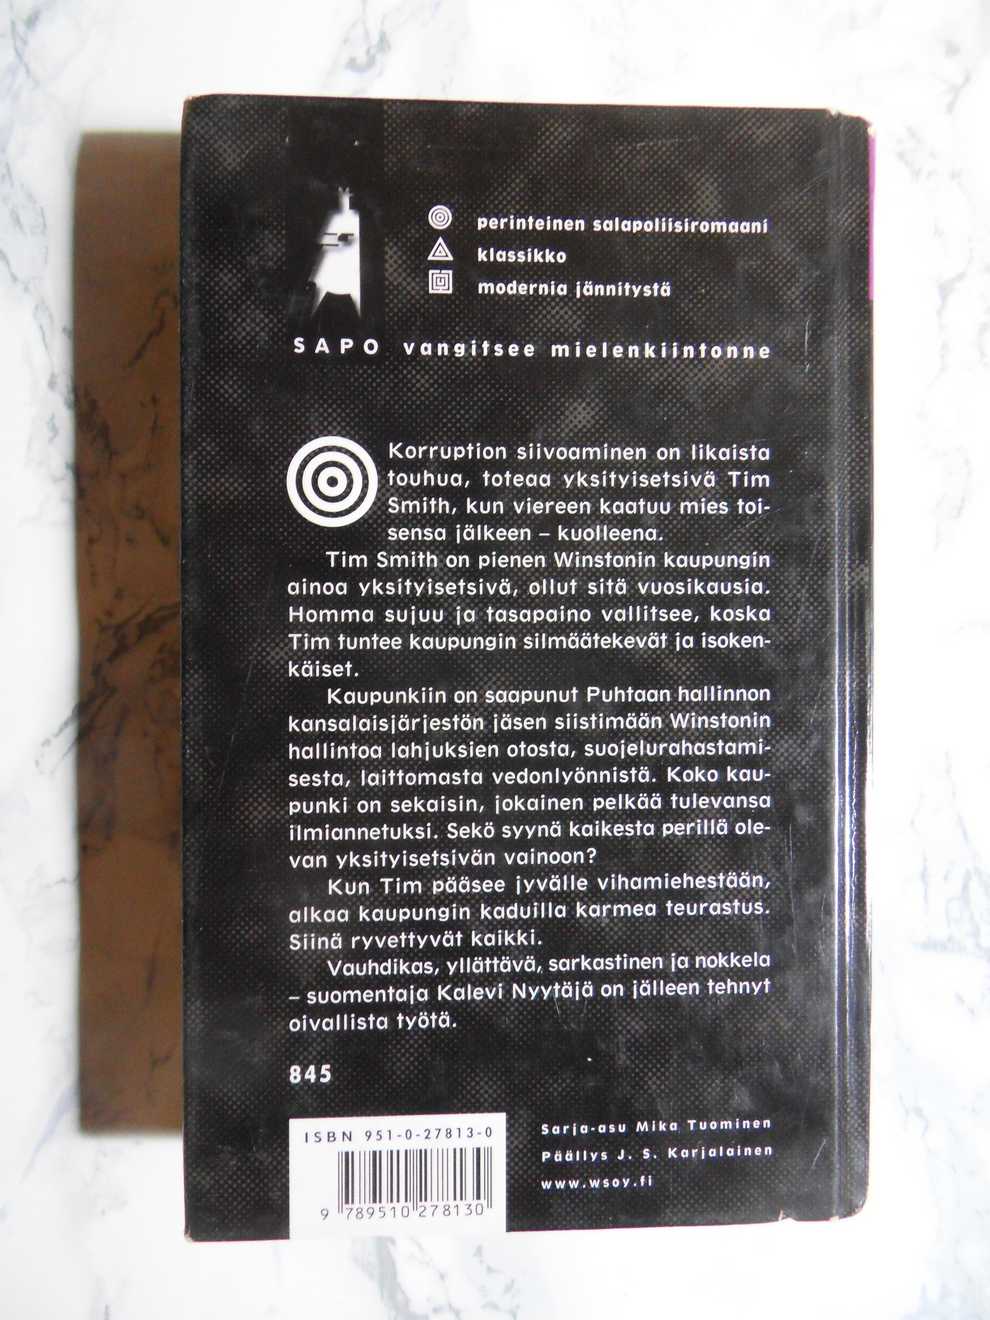 perinteinen salapoliisiromaani
klassikko
modernia jännitystä
SAPO vangitsee mielenkiintonne
Korruption siivoaminen on likaista
touhua, toteaa yksityisetsivä Tim
Smith, kun viereen kaatuu mies toi-
sensa jälkeen – kuolleena.
Tim Smith on pienen Winstonin kaupungin
ainoa yksityisetsivä, ollut sitä vuosikausia.
Homma sujuu ja tasapaino vallitsee, koska
Tim tuntee kaupungin silmäätekevät ja isoken-
käiset.
Kaupunkiin on saapunut Puhtaan hallinnon
kansalaisjärjestön jäsen siistimään Winstonin
hallintoa lahjuksien otosta, suojelurahastami-
sesta, laittomasta vedonlyönnistä. Koko kau-
punki on sekaisin, jokainen pelkää tulevansa
ilmiannetuksi. Sekö syynä kaikesta perillä ole-
van yksityisetsivän vainoon?
Kun Tim pääsee jyvälle vihamiehestään,
alkaa kaupungin kaduilla karmea teurastus.
Siinä ryvettyvät kaikki.
Vauhdikas, yllättävä, sarkastinen ja nokkela
– suomentaja Kalevi Nyytäjä on jälleen tehnyt
oivallista työtä.
845
ISBN 951-0-27813-0
9 789510 278130
Sarja-asu Mika Tuominen
Päällys J. S. Karjalainen
www.wsoy.fi